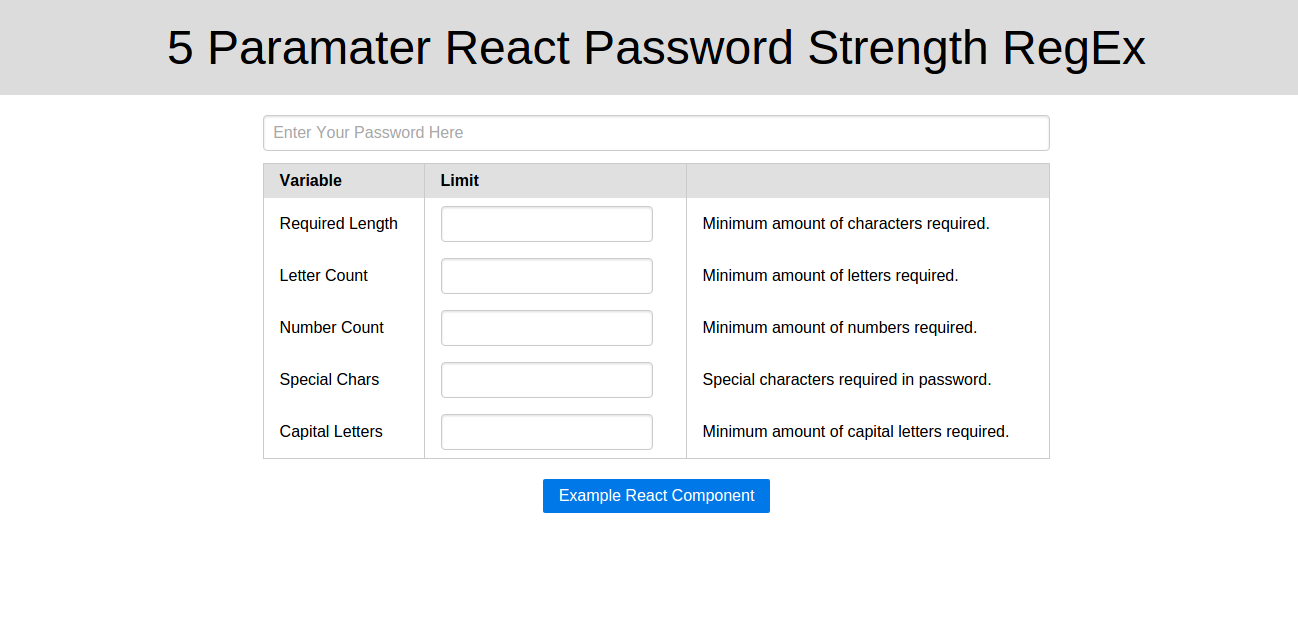 5 Paramater React Password Strength RegEx
Enter Your Password Here
Variable Limit
Required Length Minimum amount of characters required.
Letter Count Minimum amount of letters required.
Number Count Minimum amount of numbers required.
Special Chars Special characters required in password.
Capital Letters Minimum amount of capital letters required.
Example React Component